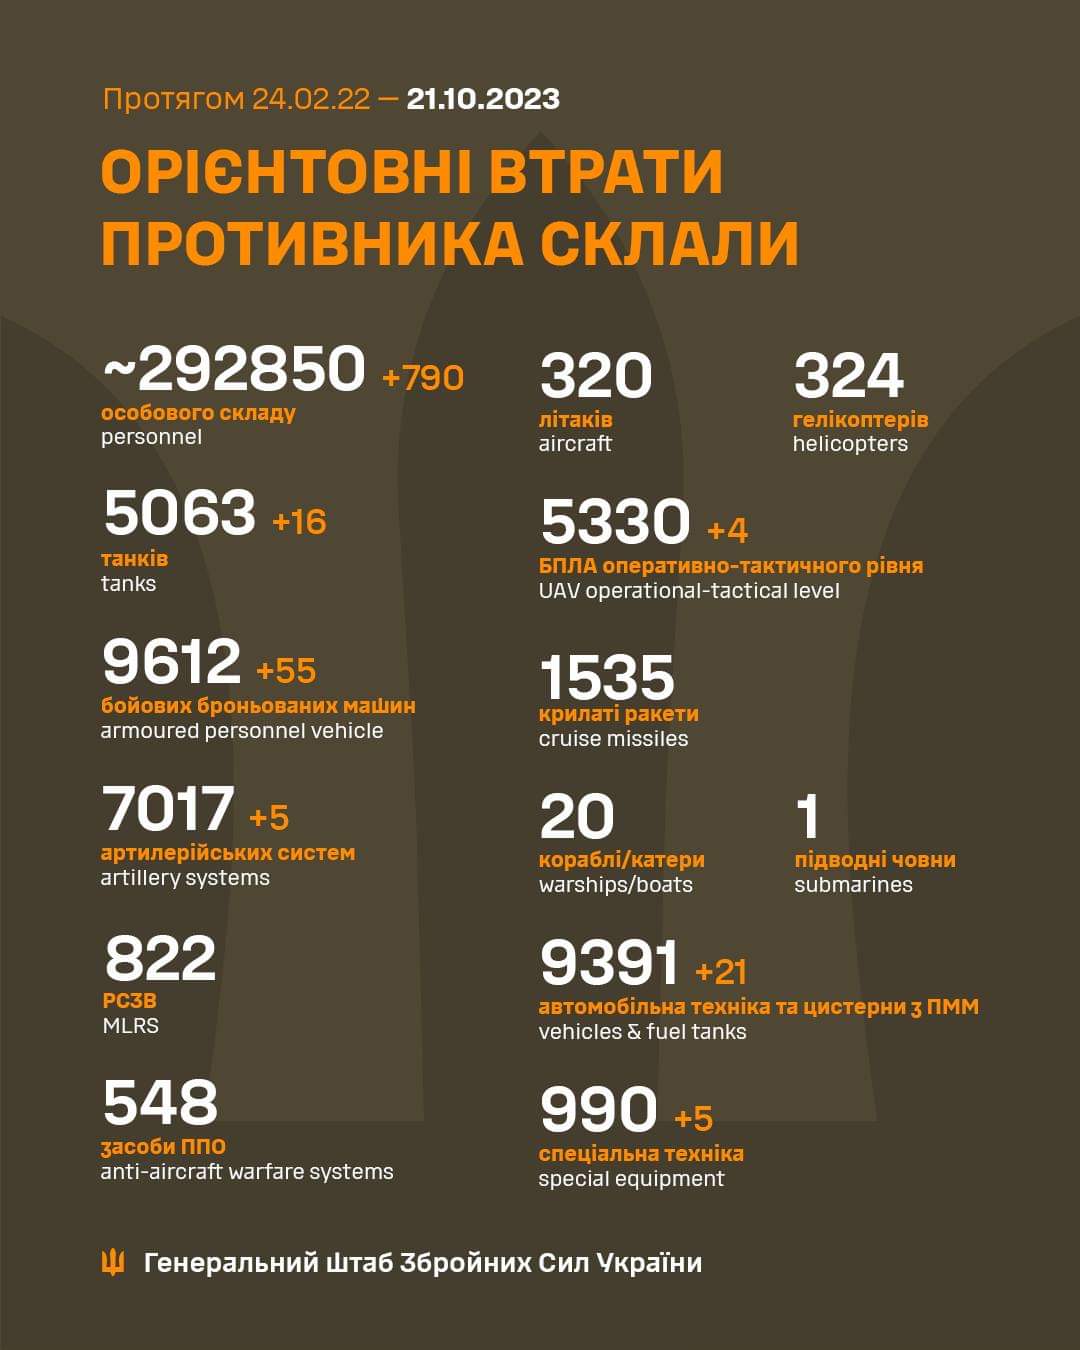 Протягом 24.02.22 — 21.10.2023
ОРІЄНТОВНІ ВТРАТИ
ПРОТИВНИКА СКЛАЛИ
~292850 +790
особового складу
personnel
320
літаків
aircraft
324
гелікоптерів
helicopters
5063 +16
танків
tanks
5330 +4
БПЛА оперативно-тактичного рівня
UAV operational-tactical level
9612 +55
бойових броньованих машин
armoured personnel vehicle
1535
крилаті ракети
cruise missiles
7017 +5
артилерійських систем
artillery systems
20
кораблі/катери
warships/boats
1
підводні човни
submarines
822
РСЗВ
MLRS
9391 +21
автомобільна техніка та цистерни з ПММ
vehicles & fuel tanks
548
засоби ППО
anti-aircraft warfare systems
990 +5
спеціальна техніка
special equipment
Генеральний штаб Збройних Сил України